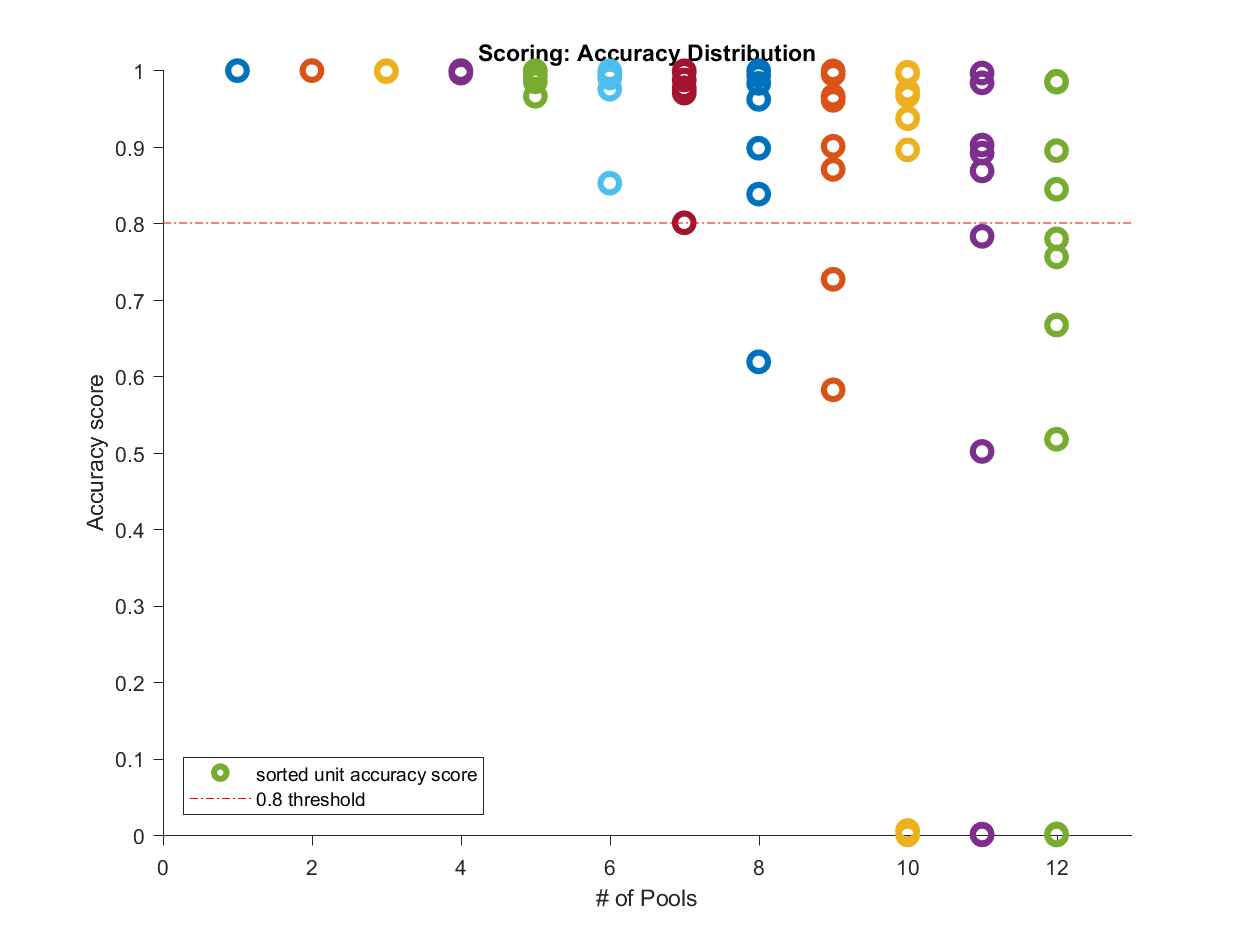 Scoring: Accuracy Distribution
1
0.9
0.8
0.7
0.6
0.5
0.4
0.3
0.2
0.1
0
Accuracy score
sorted unit accuracy score
0.8 threshold
0 2 4 6 8 10 12
# of Pools